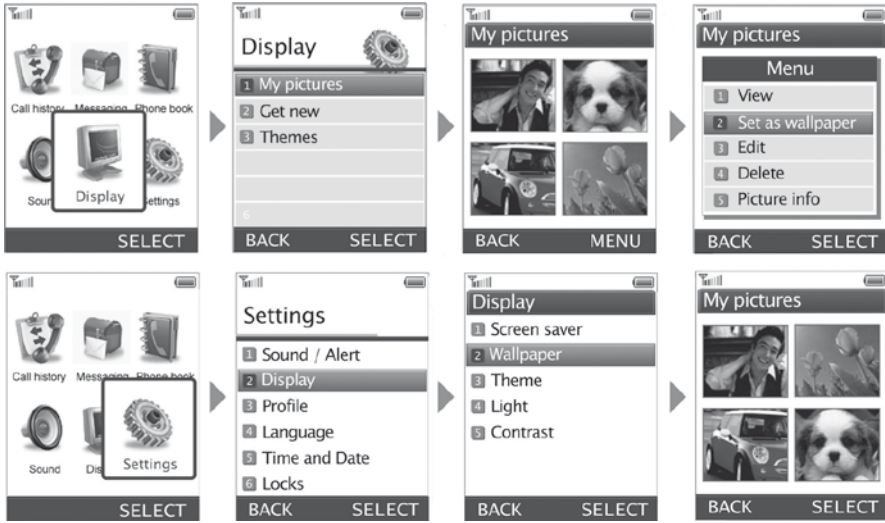 Call history Messaging Phone book
Sour Display ettings
SELECT
Display
1 My pictures
2 Get new
3 Themes
6
BACK SELECT
My pictures
BACK MENU
My pictures
Menu
1 View
2 Set as wallpaper
3 Edit
4 Delete
5 Picture info
BACK SELECT
Call history Messaging Phone book
Sound Dis Settings
SELECT
Settings
1 Sound / Alert
2 Display
3 Profile
4 Language
5 Time and Date
6 Locks
BACK SELECT
Display
1 Screen saver
2 Wallpaper
3 Theme
4 Light
5 Contrast
BACK SELECT
My pictures
BACK SELECT